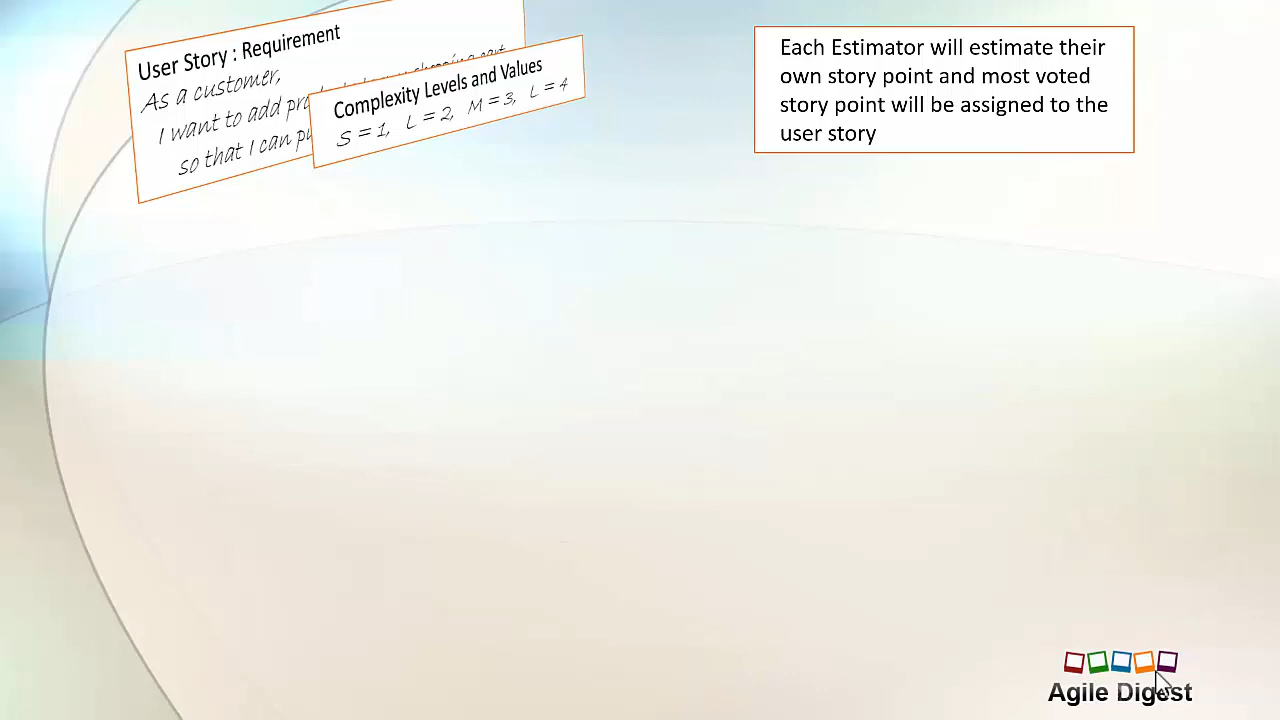 User Story : Requirement
As a customer,
I want to add
so that I can
Complexity Levels and Values
S = 1, L = 2, M = 3, L = 4
Each Estimator will estimate their
own story point and most voted
story point will be assigned to the
user story
Agile Digest